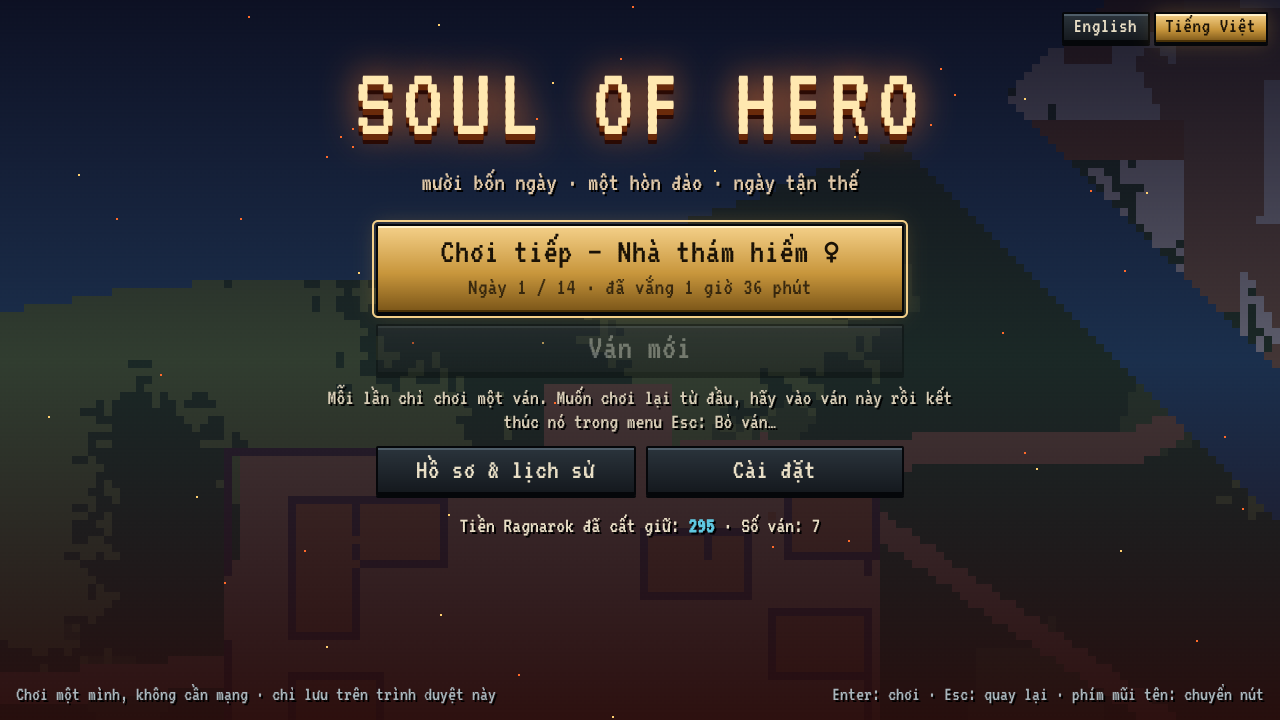 English
Tiếng Việt
SOUL OF HERO
mười bốn ngày · một hòn đảo · ngày tận thế
Chơi tiếp – Nhà thám hiểm ♀
Ngày 1 / 14 · đã vắng 1 giờ 36 phút
Ván mới
Mỗi lần chỉ chơi một ván. Muốn chơi lại từ đầu, hãy vào ván này rồi kết
thúc nó trong menu Esc: Bỏ ván…
Hồ sơ & lịch sử
Cài đặt
Tiền Ragnarok đã cất giữ: 295 · Số ván: 7
Chơi một mình, không cần mạng · chỉ lưu trên trình duyệt này
Enter: chơi · Esc: quay lại · phím mũi tên: chuyển nút